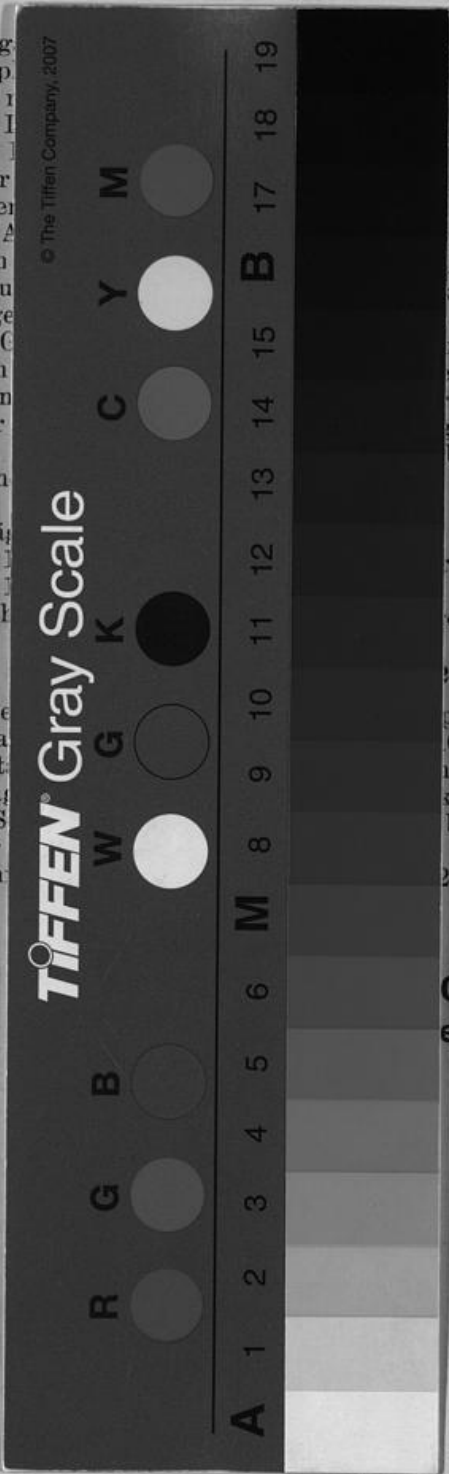 TIFFEN® Gray Scale
© The Tiffen Company, 2007
R G B W G K C Y M
A 1 2 3 4 5 6 M 8 9 10 11 12 13 14 15 B 17 18 19